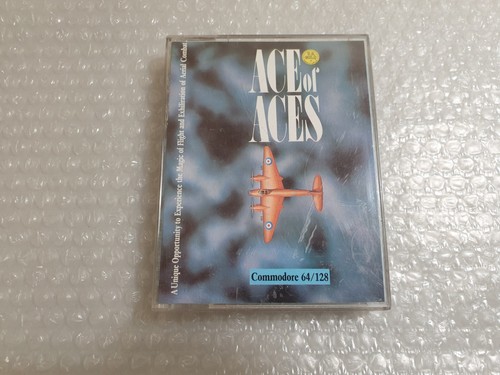 ACE of
ACES
A Unique Opportunity to Experience the Magic of Flight and Exhilaration of Aerial Combat.
Commodore 64/128